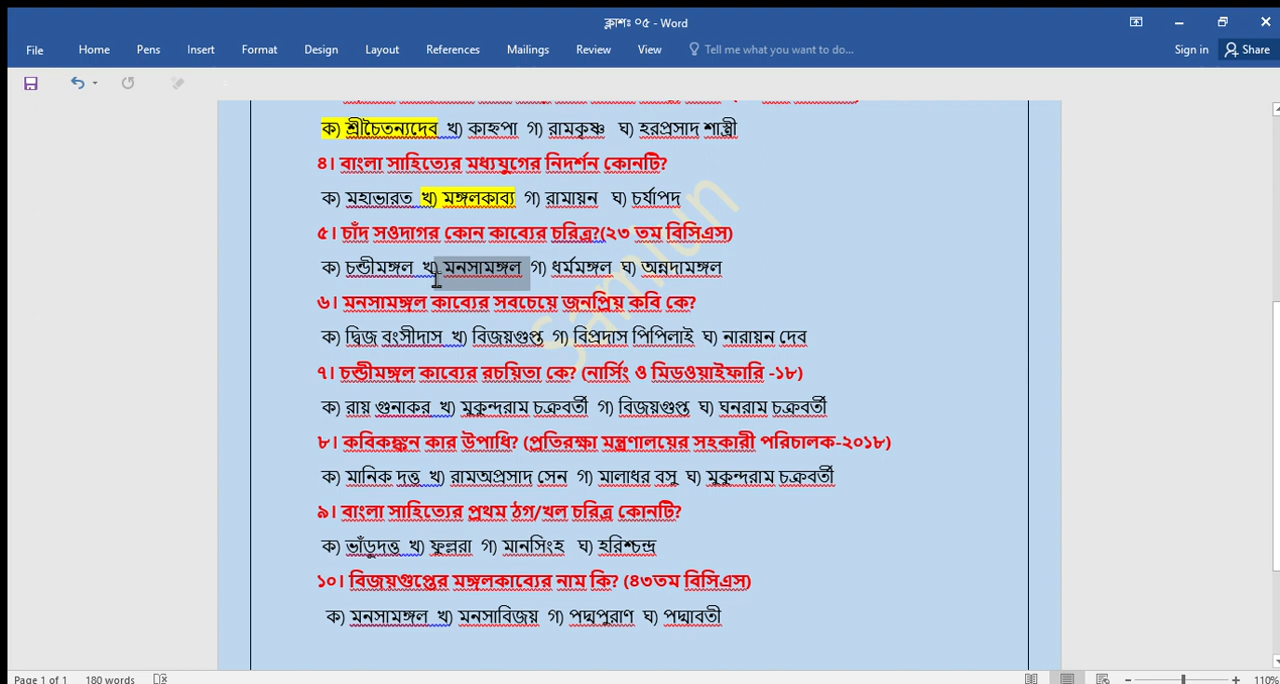 ক্লাশঃ ০৫ - Word
File Home Pens Insert Format Design Layout References Mailings Review View Tell me what you want to do... Sign in Share
ক) শ্রীচৈতন্যদেব খ) কাহ্নপা গ) রামকৃষ্ণ ঘ) হরপ্রসাদ শাস্ত্রী
৪। বাংলা সাহিত্যের মধ্যযুগের নিদর্শন কোনটি?
ক) মহাভারত খ) মঙ্গলকাব্য গ) রামায়ন ঘ) চর্যাপদ
৫। চাঁদ সওদাগর কোন কাব্যের চরিত্র?(২৩ তম বিসিএস)
ক) চন্ডীমঙ্গল খ) মনসামঙ্গল গ) ধর্মমঙ্গল ঘ) অন্নদামঙ্গল
৬। মনসামঙ্গল কাব্যের সবচেয়ে জনপ্রিয় কবি কে?
ক) দ্বিজ বংসীদাস খ) বিজয়গুপ্ত গ) বিপ্রদাস পিপিলাই ঘ) নারায়ন দেব
৭। চন্ডীমঙ্গল কাব্যের রচয়িতা কে? (নার্সিং ও মিডওয়াইফারি -১৮)
ক) রায় গুনাকর খ) মুকুন্দরাম চক্রবর্তী গ) বিজয়গুপ্ত ঘ) ঘনরাম চক্রবর্তী
৮। কবিকঙ্কন কার উপাধি? (প্রতিরক্ষা মন্ত্রণালয়ের সহকারী পরিচালক-২০১৮)
ক) মানিক দত্ত খ) রামঅপ্রসাদ সেন গ) মালাধর বসু ঘ) মুকুন্দরাম চক্রবর্তী
৯। বাংলা সাহিত্যের প্রথম ঠগ/খল চরিত্র কোনটি?
ক) ভাঁড়ুদত্ত খ) ফুল্লরা গ) মানসিংহ ঘ) হরিশ্চন্দ্র
১০। বিজয়গুপ্তের মঙ্গলকাব্যের নাম কি? (৪৩তম বিসিএস)
ক) মনসামঙ্গল খ) মনসাবিজয় গ) পদ্মপুরাণ ঘ) পদ্মাবতী
Samiun
Page 1 of 1 180 words 110%